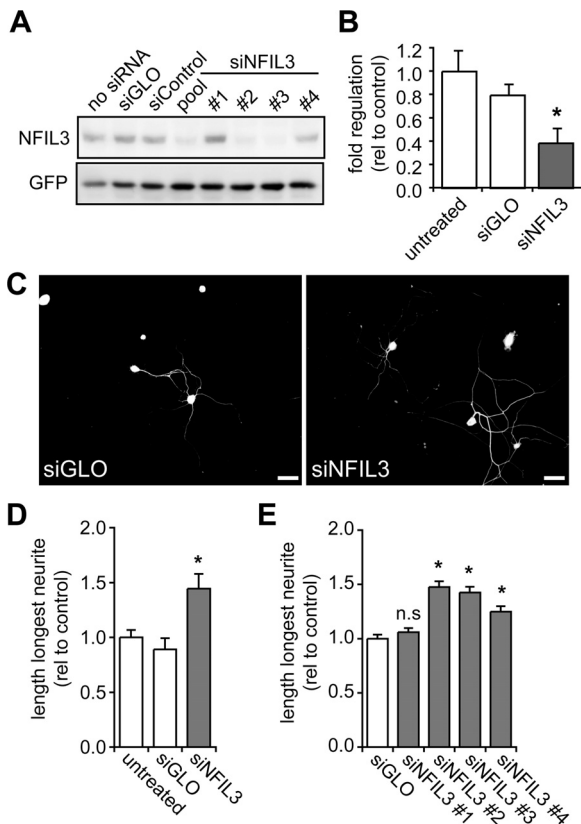 A
no siRNA
siGLO
siControl
pool
siNFIL3
#1
#2
#3
#4
NFIL3
GFP
B
fold regulation
(rel to control)
1.2
1.0
0.8
0.6
0.4
0.2
0.0
*
untreated
siGLO
siNFIL3
C
siGLO
siNFIL3
D
length longest neurite
(rel to control)
2.0
1.5
1.0
0.5
0.0
*
untreated
siGLO
siNFIL3
E
length longest neurite
(rel to control)
2.0
1.5
1.0
0.5
0.0
n.s
*
*
*
siGLO
siNFIL3 #1
siNFIL3 #2
siNFIL3 #3
siNFIL3 #4